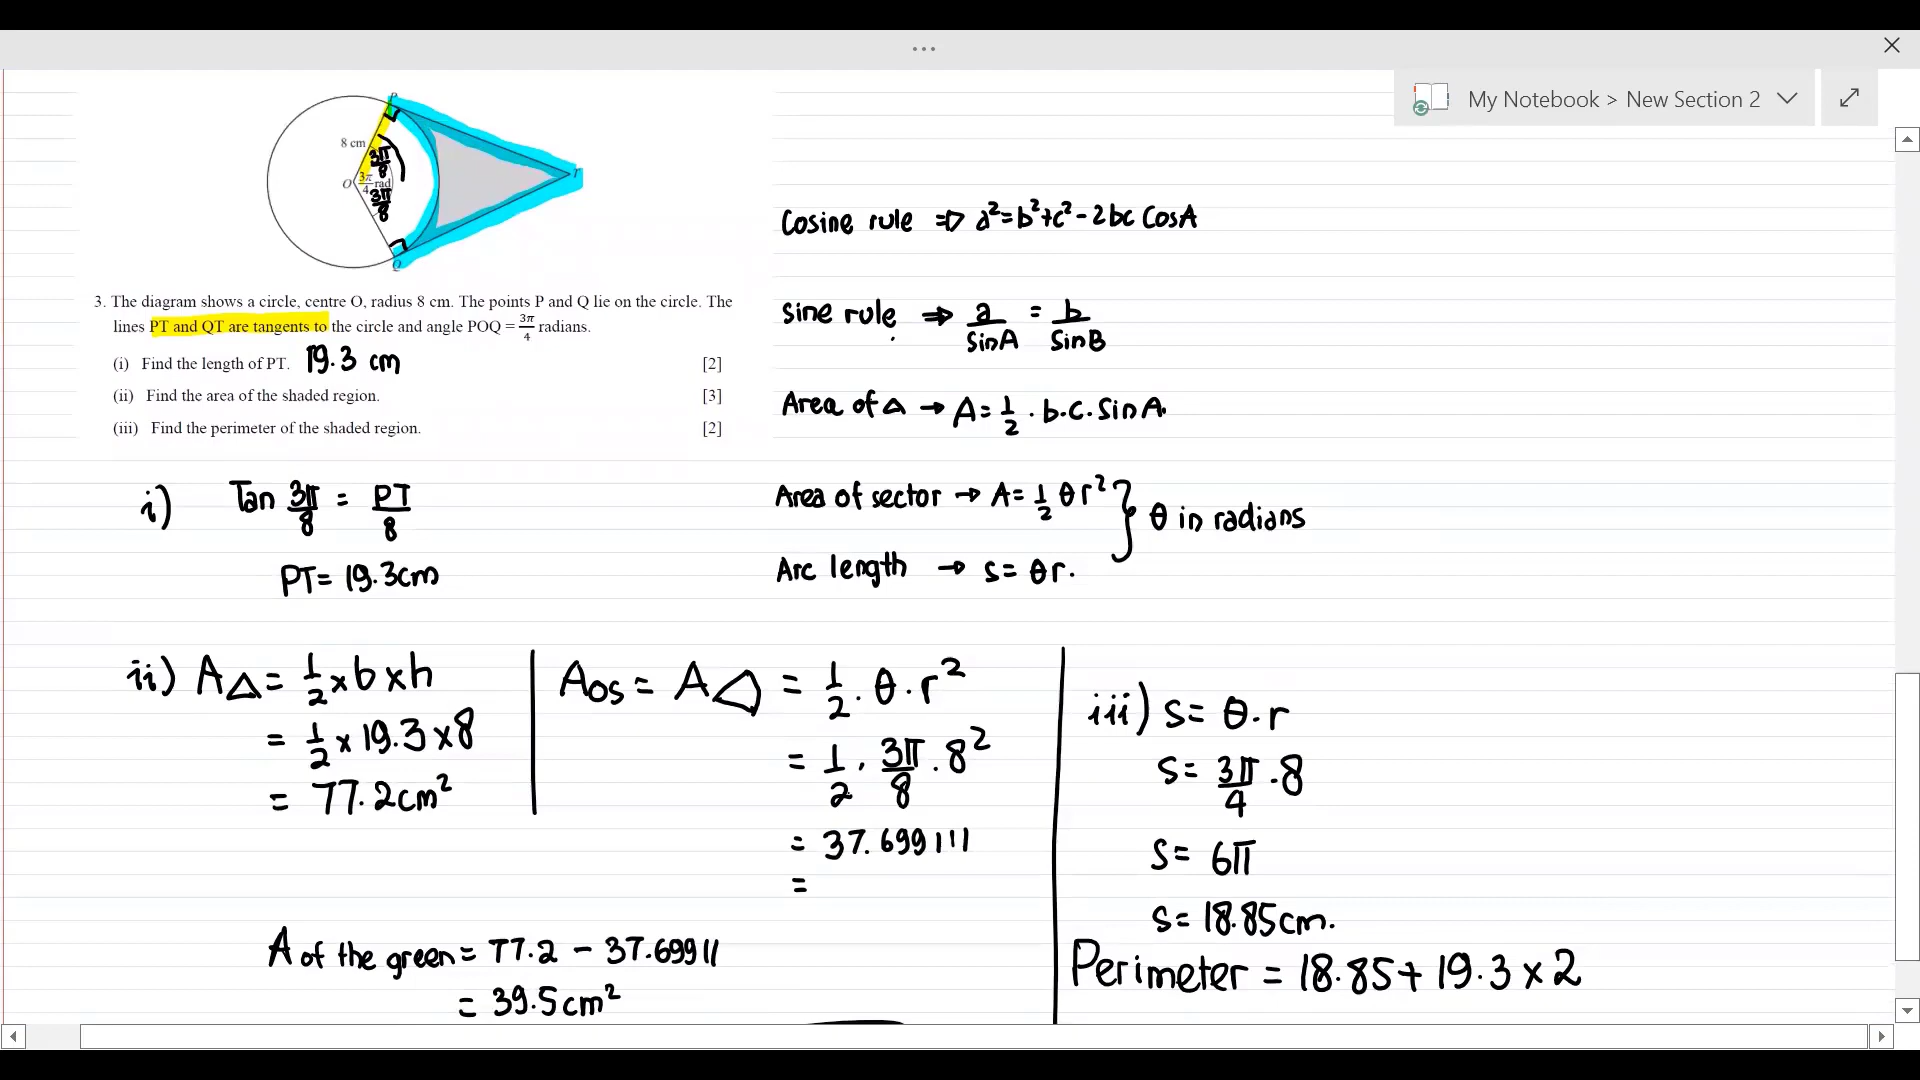 My Notebook > New Section 2
P
8 cm
3π/8
O 3π/4 rad
3π/8
T
Q
3. The diagram shows a circle, centre O, radius 8 cm. The points P and Q lie on the circle. The
lines PT and QT are tangents to the circle and angle POQ = 3π/4 radians.
(i) Find the length of PT. 19.3 cm [2]
(ii) Find the area of the shaded region. [3]
(iii) Find the perimeter of the shaded region. [2]
Cosine rule ⇒ a²=b²+c²-2bc CosA
Sine rule ⇒ a/SinA = b/SinB
Area of △ → A= 1/2 . b.c. SinA.
Area of sector → A= 1/2 θ r² } θ in radians
Arc length → s= θr.
i) Tan 3π/8 = PT/8
PT= 19.3cm
ii) A△ = 1/2 × b × h
= 1/2 × 19.3 × 8
= 77.2cm²
Aos = A = 1/2 . θ . r²
= 1/2 . 3π/8 . 8²
= 37.699111
=
A of the green = 77.2 - 37.69911
= 39.5cm²
iii) s= θ.r
s= 3π/4 .8
s= 6π
s= 18.85cm.
Perimeter = 18.85+ 19.3 × 2